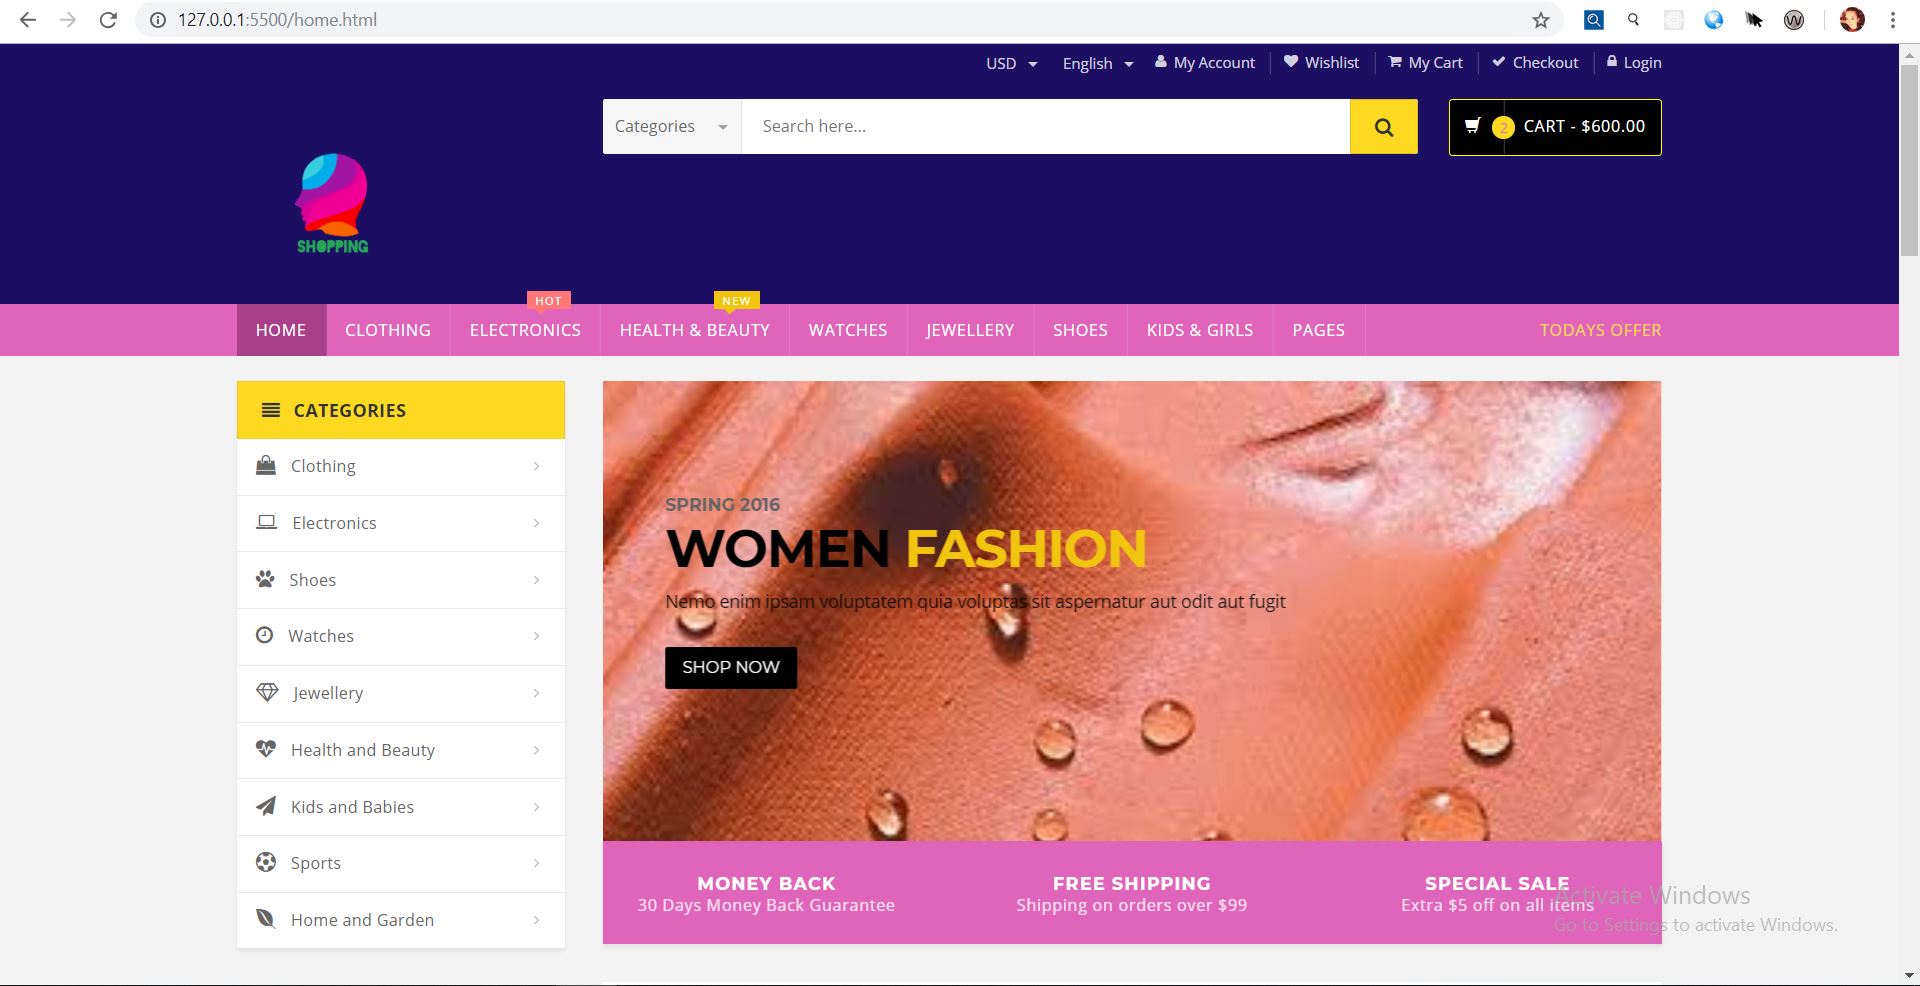 127.0.0.1:5500/home.html
USD English My Account Wishlist My Cart Checkout Login
Categories Search here... 2 CART - $600.00
SHOPPING
HOT NEW
HOME CLOTHING ELECTRONICS HEALTH & BEAUTY WATCHES JEWELLERY SHOES KIDS & GIRLS PAGES TODAYS OFFER
CATEGORIES
Clothing
Electronics
Shoes
Watches
Jewellery
Health and Beauty
Kids and Babies
Sports
Home and Garden
SPRING 2016
WOMEN FASHION
Nemo enim ipsam voluptatem quia voluptas sit aspernatur aut odit aut fugit
SHOP NOW
MONEY BACK
30 Days Money Back Guarantee
FREE SHIPPING
Shipping on orders over $99
SPECIAL SALE
Extra $5 off on all items
Activate Windows
Go to Settings to activate Windows.